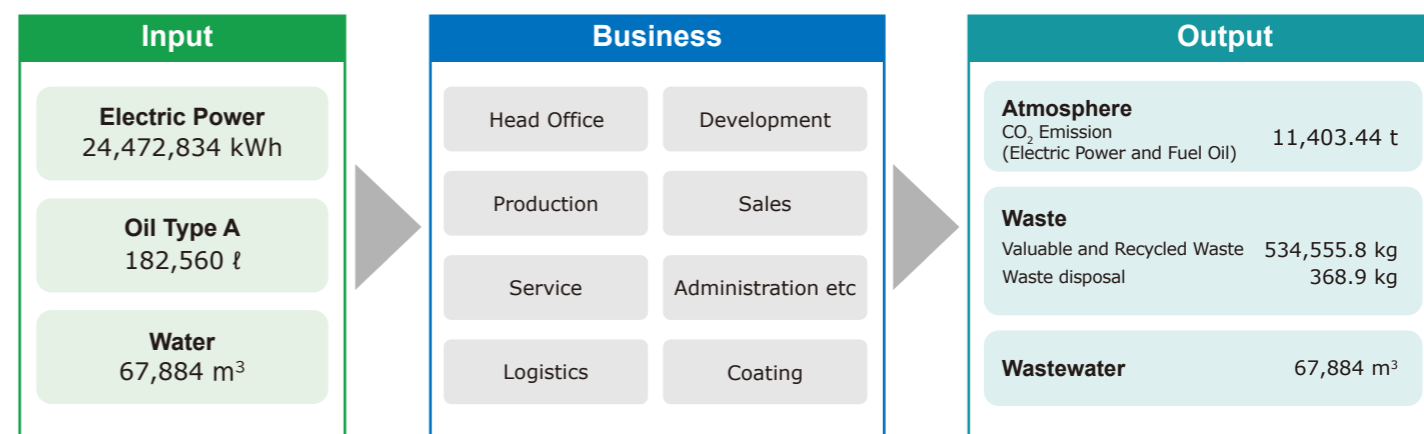 Input
Electric Power
24,472,834 kWh
Oil Type A
182,560 ℓ
Water
67,884 m³
Business
Head Office
Development
Production
Sales
Service
Administration etc
Logistics
Coating
Output
Atmosphere
CO₂ Emission
(Electric Power and Fuel Oil)
11,403.44 t
Waste
Valuable and Recycled Waste 534,555.8 kg
Waste disposal 368.9 kg
Wastewater 67,884 m³